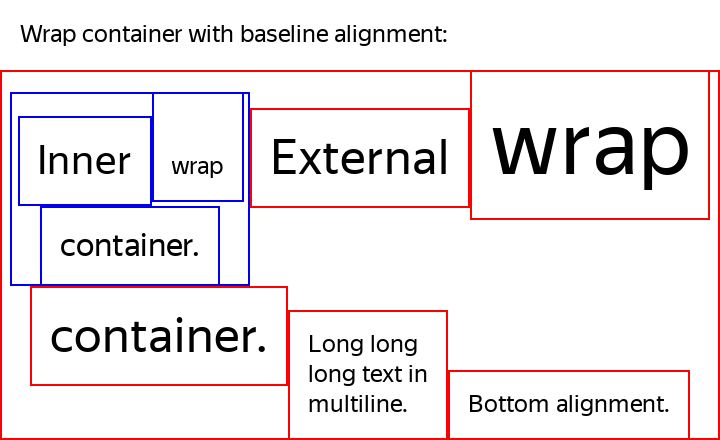 Wrap container with baseline alignment:
Inner wrap External wrap
container.
container.
Long long
long text in
multiline.
Bottom alignment.